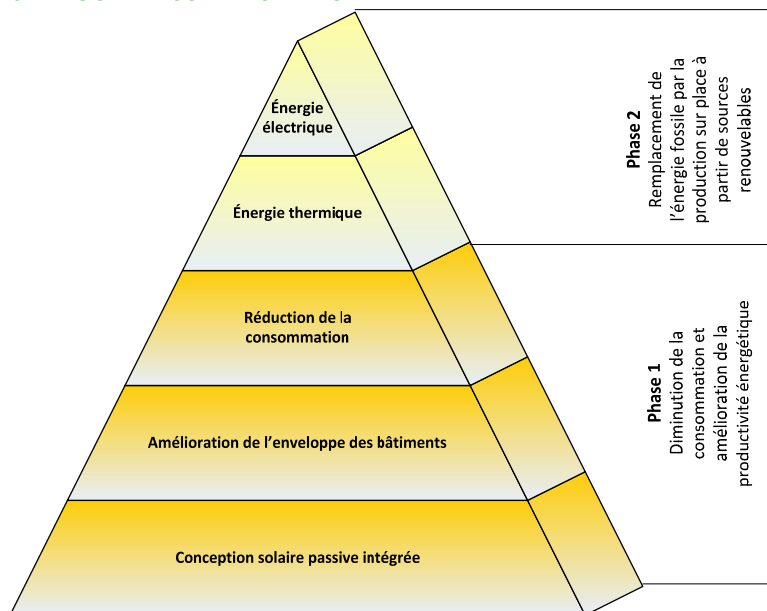 Énergie
électrique
Énergie thermique
Réduction de la
consommation
Amélioration de l'enveloppe des bâtiments
Conception solaire passive intégrée
Phase 2
Remplacement de
l'énergie fossile par la
production sur place à
partir de sources
renouvelables
Phase 1
Diminution de la
consommation et
amélioration de la
productivité énergétique